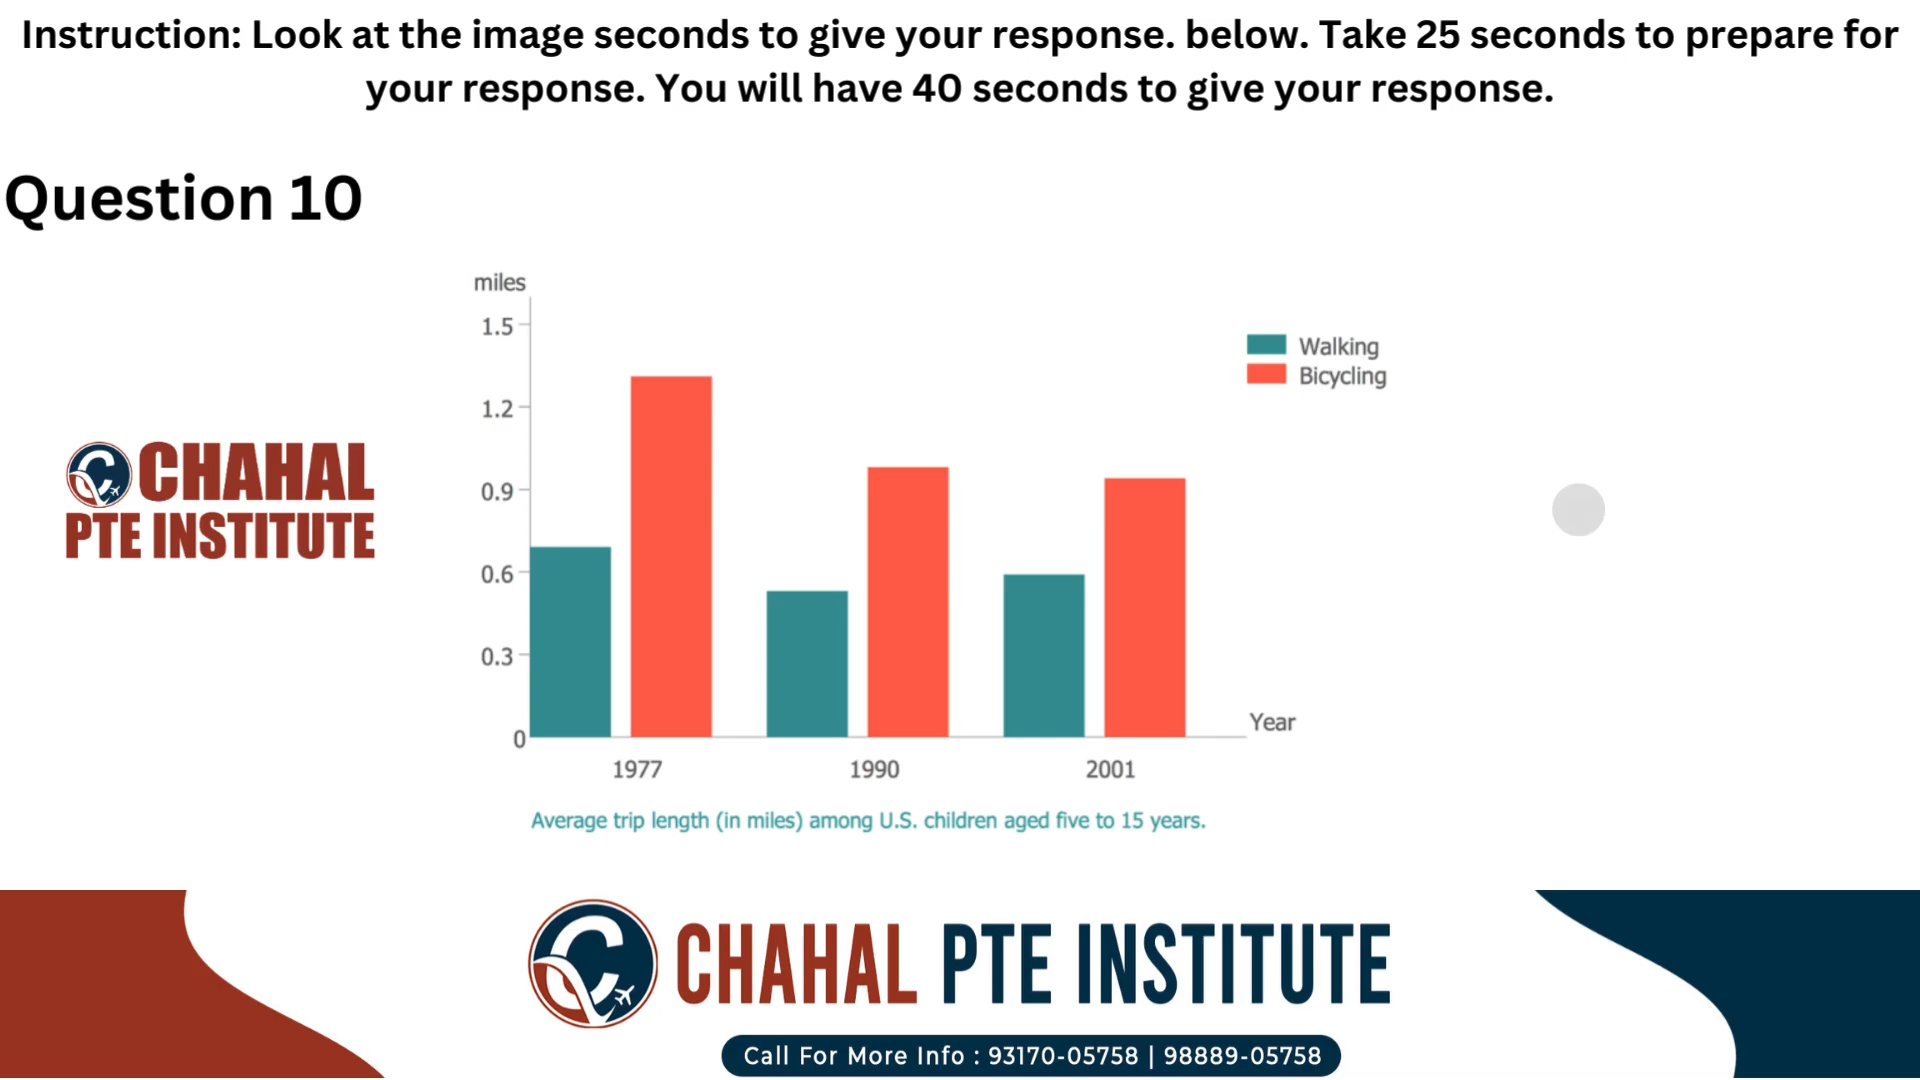 Instruction: Look at the image seconds to give your response. below. Take 25 seconds to prepare for
your response. You will have 40 seconds to give your response.
Question 10
miles
1.5
1.2
0.9
0.6
0.3
0
Walking
Bicycling
Year
1977
1990
2001
Average trip length (in miles) among U.S. children aged five to 15 years.
CHAHAL
PTE INSTITUTE
CHAHAL PTE INSTITUTE
Call For More Info : 93170-05758 | 98889-05758